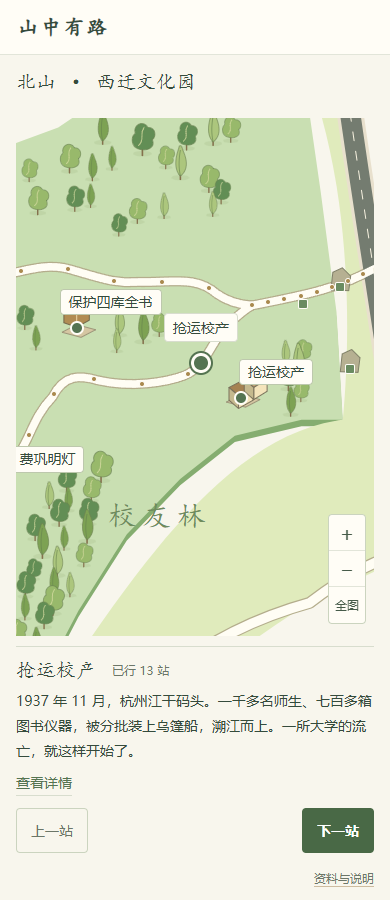 山中有路
北山 • 西迁文化园
保护四库全书
抢运校产
抢运校产
费巩明灯
校友林
+
−
全图
抢运校产 已行 13 站
1937 年 11 月，杭州江干码头。一千多名师生、七百多箱
图书仪器，被分批装上乌篷船，溯江而上。一所大学的流
亡，就这样开始了。
查看详情
上一站 下一站
资料与说明